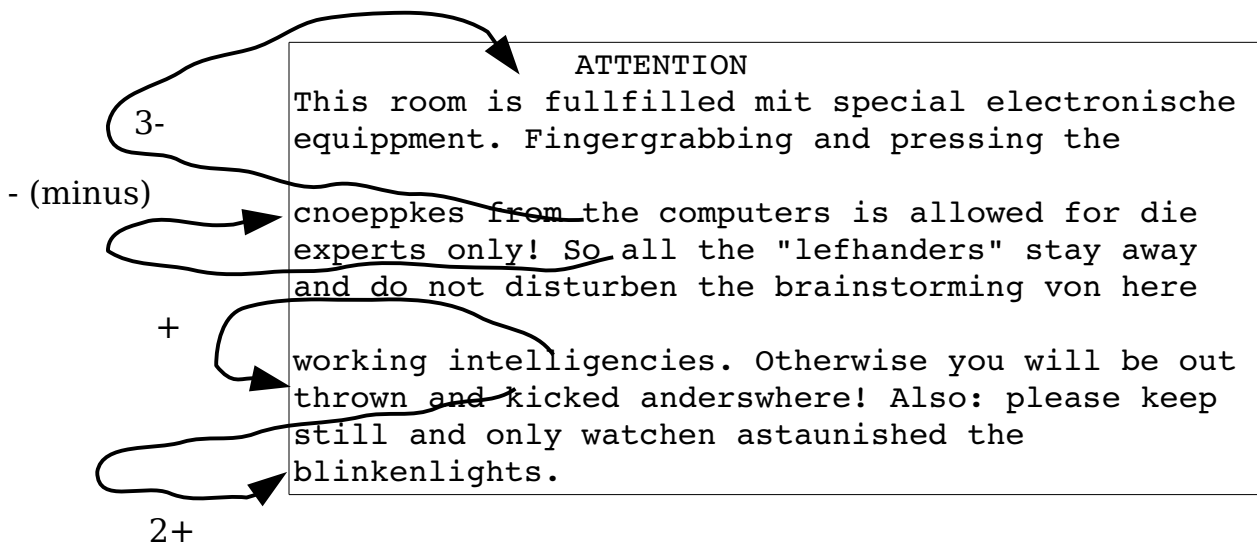 ATTENTION
This room is fullfilled mit special electronische
3-
equippment. Fingergrabbing and pressing the
- (minus)
cnoeppkes from the computers is allowed for die
experts only! So all the "lefhanders" stay away
and do not disturben the brainstorming von here
+
working intelligencies. Otherwise you will be out
thrown and kicked anderswhere! Also: please keep
still and only watchen astaunished the
blinkenlights.
2+